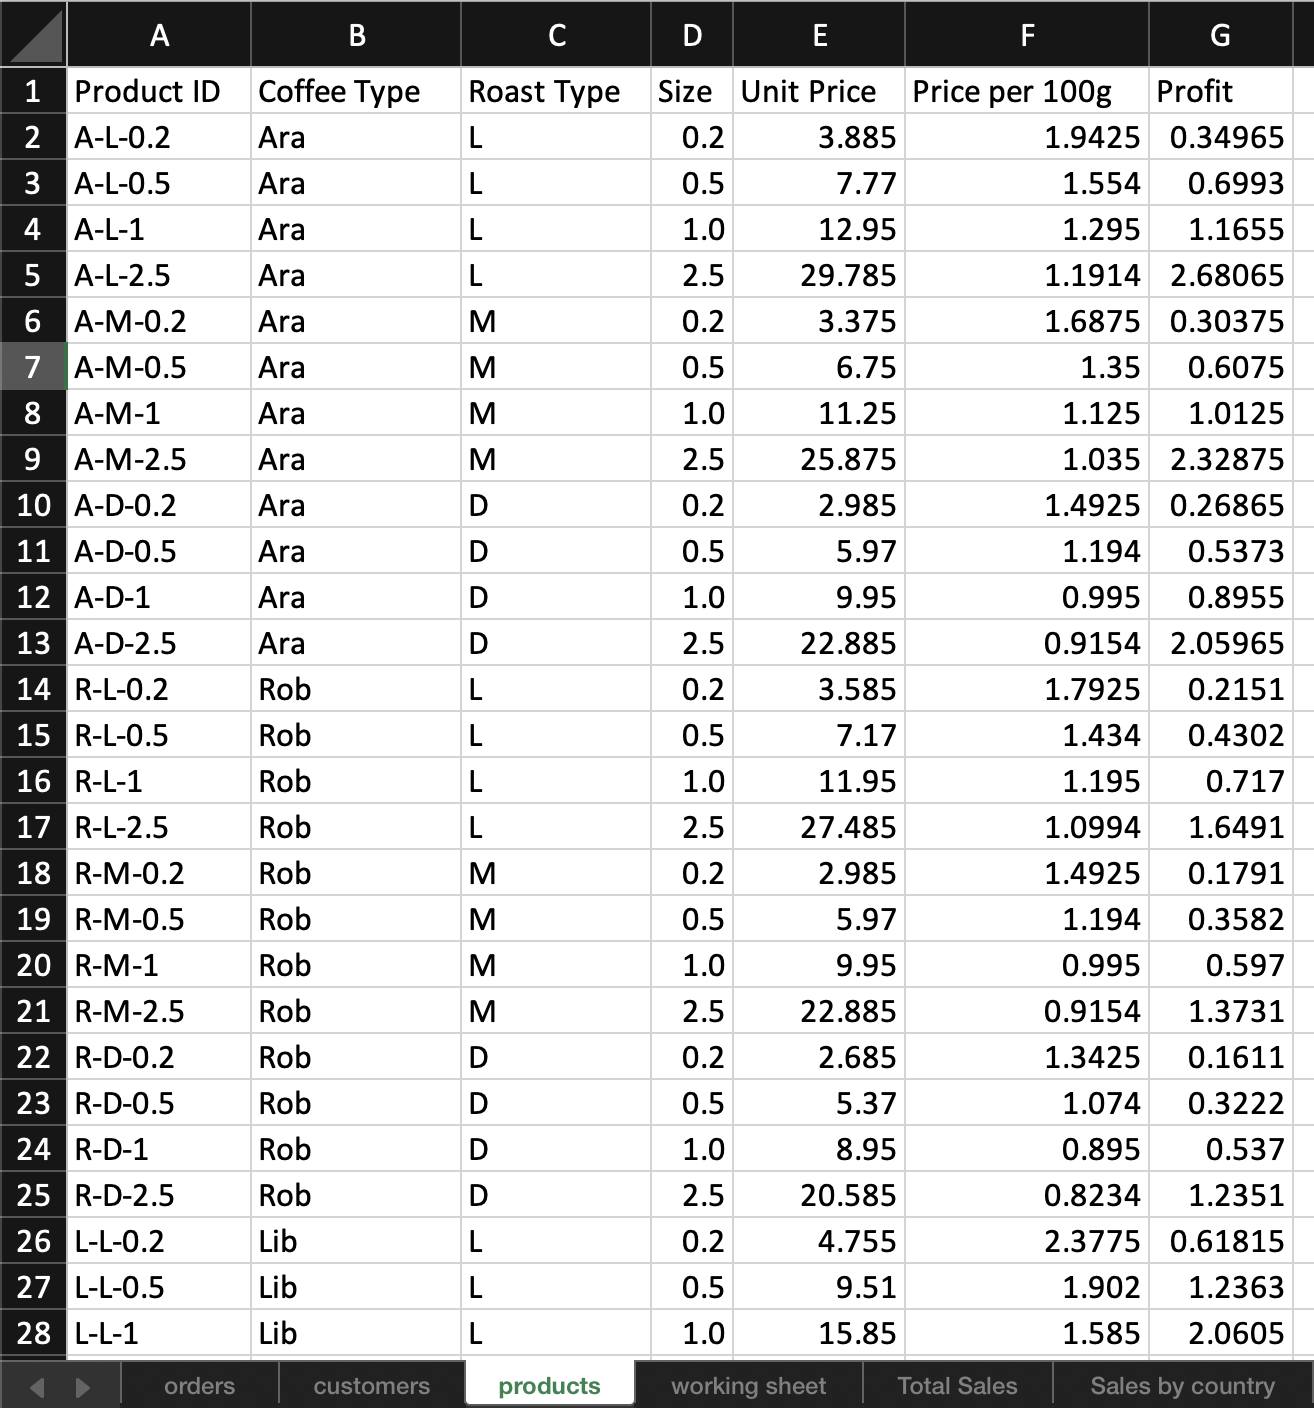 A B C D E F G
1 Product ID Coffee Type Roast Type Size Unit Price Price per 100g Profit
2 A-L-0.2 Ara L 0.2 3.885 1.9425 0.34965
3 A-L-0.5 Ara L 0.5 7.77 1.554 0.6993
4 A-L-1 Ara L 1.0 12.95 1.295 1.1655
5 A-L-2.5 Ara L 2.5 29.785 1.1914 2.68065
6 A-M-0.2 Ara M 0.2 3.375 1.6875 0.30375
7 A-M-0.5 Ara M 0.5 6.75 1.35 0.6075
8 A-M-1 Ara M 1.0 11.25 1.125 1.0125
9 A-M-2.5 Ara M 2.5 25.875 1.035 2.32875
10 A-D-0.2 Ara D 0.2 2.985 1.4925 0.26865
11 A-D-0.5 Ara D 0.5 5.97 1.194 0.5373
12 A-D-1 Ara D 1.0 9.95 0.995 0.8955
13 A-D-2.5 Ara D 2.5 22.885 0.9154 2.05965
14 R-L-0.2 Rob L 0.2 3.585 1.7925 0.2151
15 R-L-0.5 Rob L 0.5 7.17 1.434 0.4302
16 R-L-1 Rob L 1.0 11.95 1.195 0.717
17 R-L-2.5 Rob L 2.5 27.485 1.0994 1.6491
18 R-M-0.2 Rob M 0.2 2.985 1.4925 0.1791
19 R-M-0.5 Rob M 0.5 5.97 1.194 0.3582
20 R-M-1 Rob M 1.0 9.95 0.995 0.597
21 R-M-2.5 Rob M 2.5 22.885 0.9154 1.3731
22 R-D-0.2 Rob D 0.2 2.685 1.3425 0.1611
23 R-D-0.5 Rob D 0.5 5.37 1.074 0.3222
24 R-D-1 Rob D 1.0 8.95 0.895 0.537
25 R-D-2.5 Rob D 2.5 20.585 0.8234 1.2351
26 L-L-0.2 Lib L 0.2 4.755 2.3775 0.61815
27 L-L-0.5 Lib L 0.5 9.51 1.902 1.2363
28 L-L-1 Lib L 1.0 15.85 1.585 2.0605
orders customers products working sheet Total Sales Sales by country